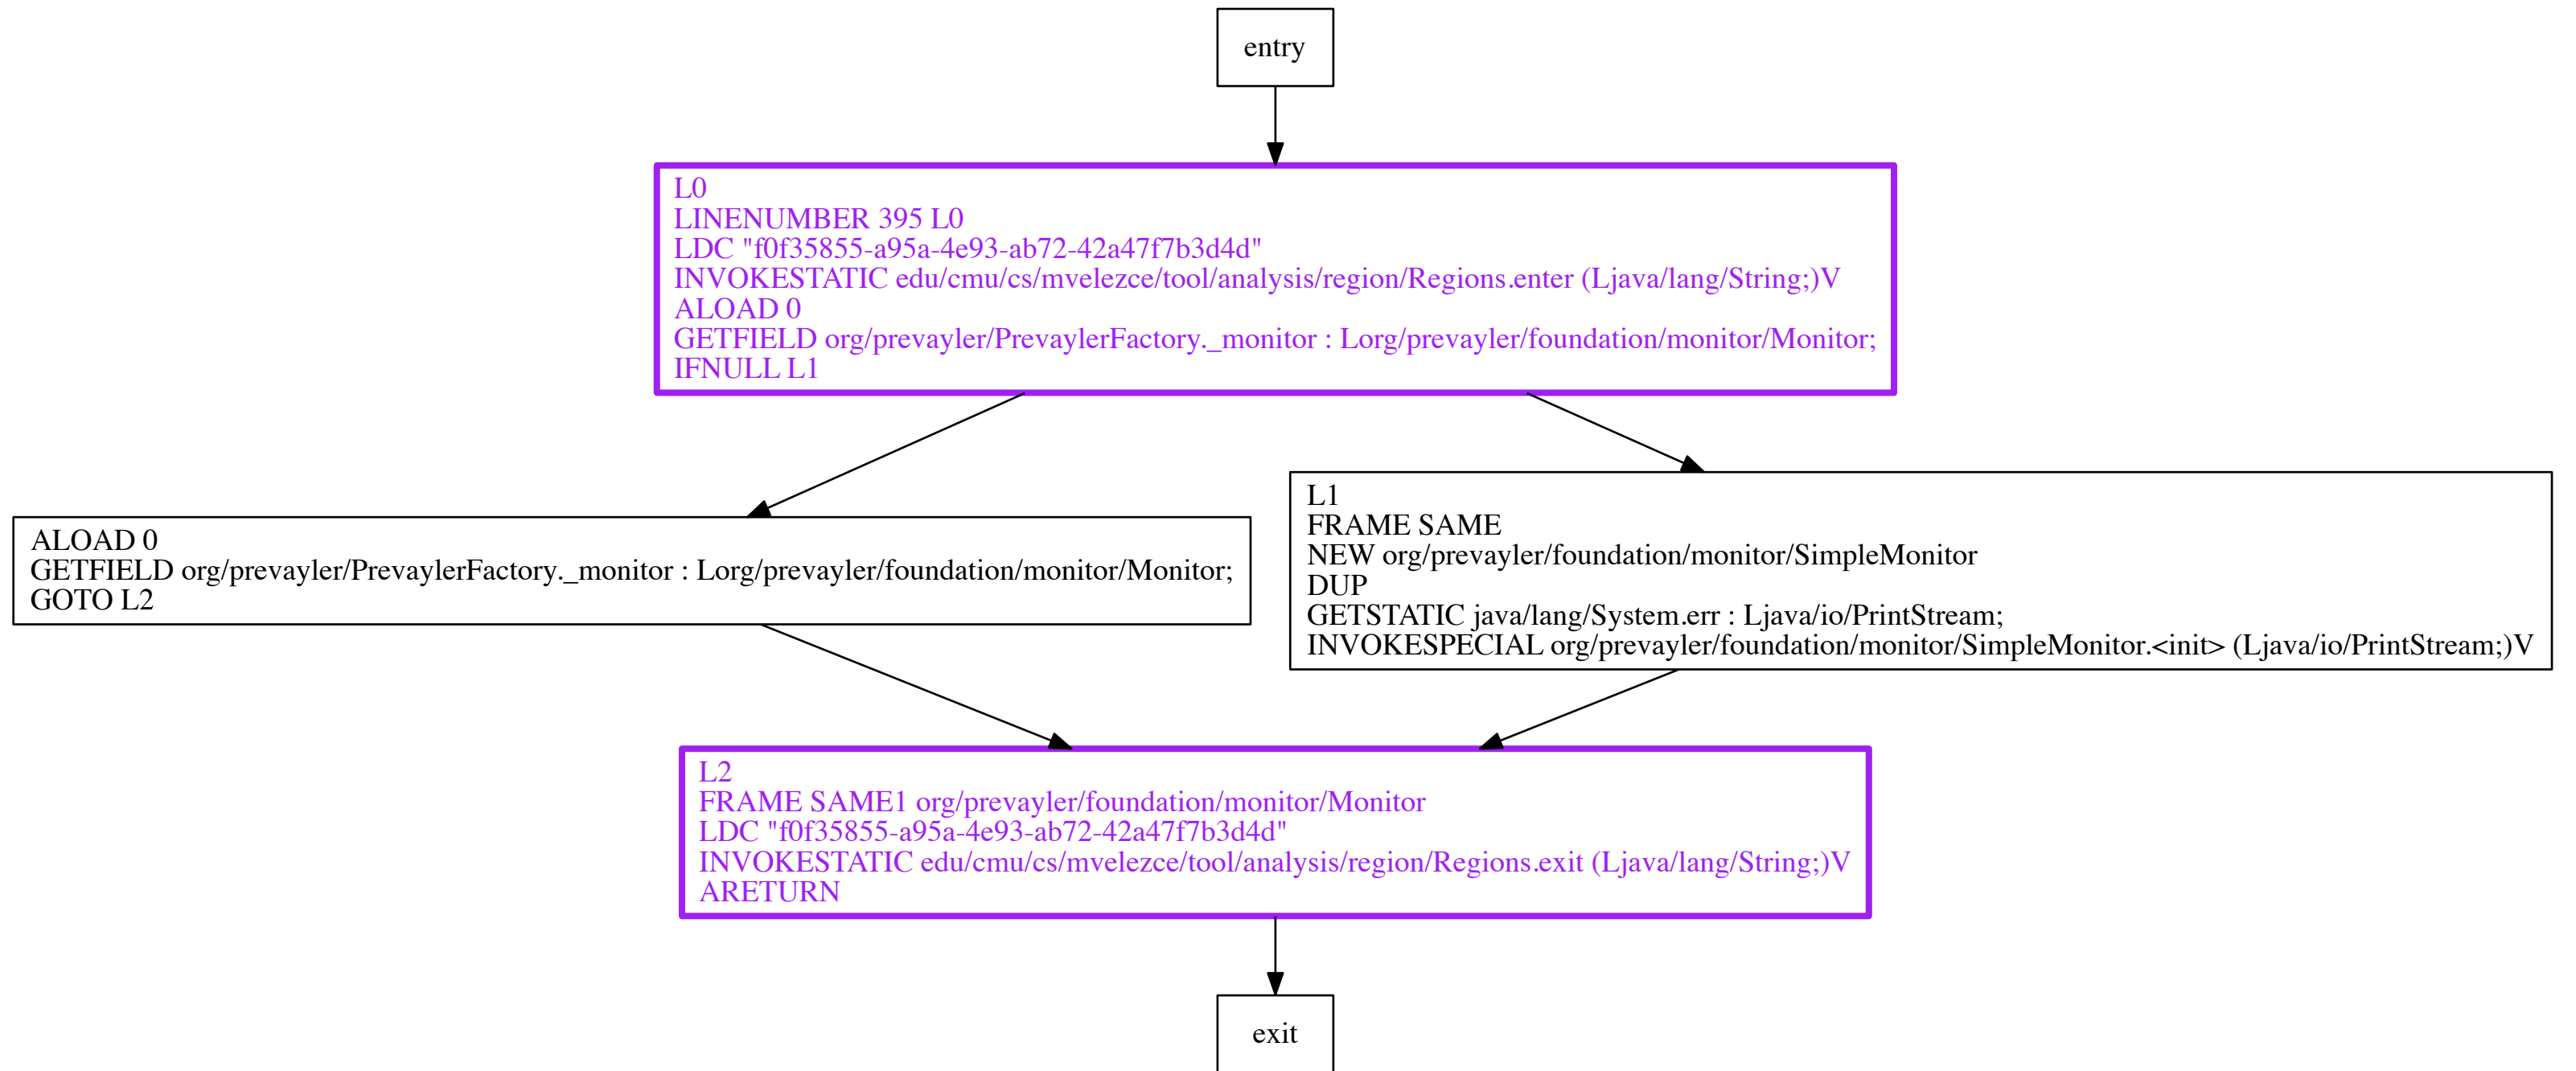 entry
L0
LINENUMBER 395 L0
LDC "f0f35855-a95a-4e93-ab72-42a47f7b3d4d"
INVOKESTATIC edu/cmu/cs/mvelezce/tool/analysis/region/Regions.enter (Ljava/lang/String;)V
ALOAD 0
GETFIELD org/prevayler/PrevaylerFactory._monitor : Lorg/prevayler/foundation/monitor/Monitor;
IFNULL L1
ALOAD 0
GETFIELD org/prevayler/PrevaylerFactory._monitor : Lorg/prevayler/foundation/monitor/Monitor;
GOTO L2
L1
FRAME SAME
NEW org/prevayler/foundation/monitor/SimpleMonitor
DUP
GETSTATIC java/lang/System.err : Ljava/io/PrintStream;
INVOKESPECIAL org/prevayler/foundation/monitor/SimpleMonitor.<init> (Ljava/io/PrintStream;)V
L2
FRAME SAME1 org/prevayler/foundation/monitor/Monitor
LDC "f0f35855-a95a-4e93-ab72-42a47f7b3d4d"
INVOKESTATIC edu/cmu/cs/mvelezce/tool/analysis/region/Regions.exit (Ljava/lang/String;)V
ARETURN
exit